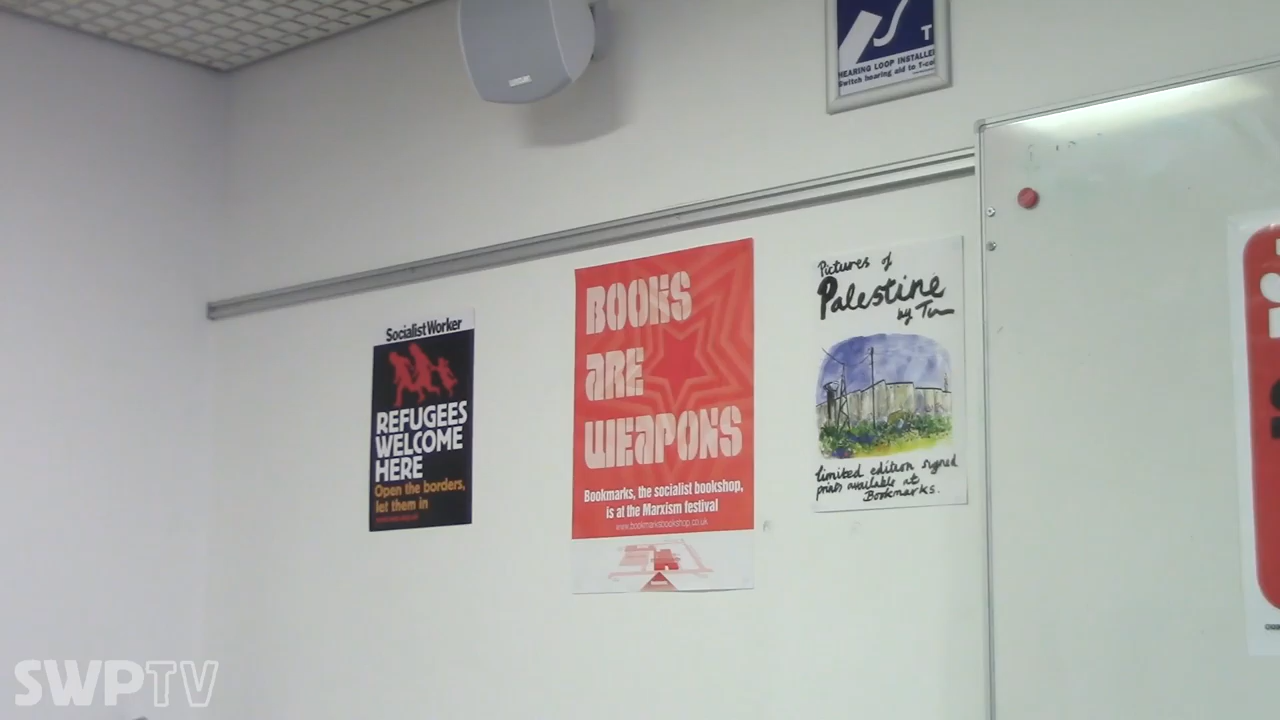 T
HEARING LOOP INSTALLED
Switch hearing aid to T-coil
Socialist Worker
REFUGEES
WELCOME
HERE
Open the borders,
let them in
BOOKS
ARE
WEAPONS
Bookmarks, the socialist bookshop,
is at the Marxism festival
www.bookmarksbookshop.co.uk
Pictures of
Palestine
by Tim
limited edition signed
prints available at
Bookmarks.
SWPTV